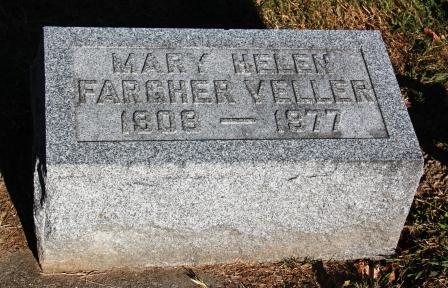 MARY HELEN
FARGHER VELLER
1908 — 1977